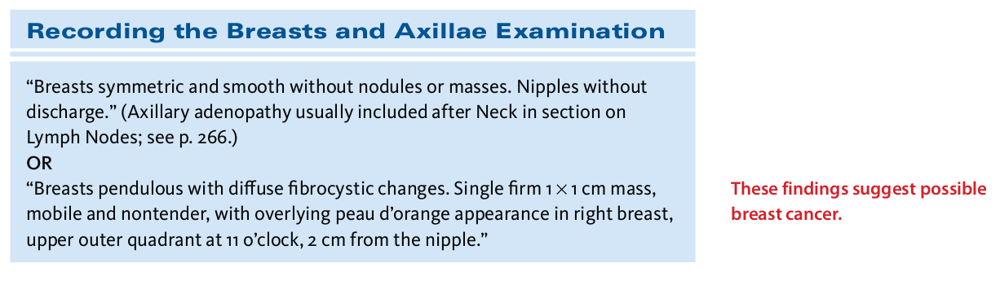 Recording the Breasts and Axillae Examination
“Breasts symmetric and smooth without nodules or masses. Nipples without
discharge.” (Axillary adenopathy usually included after Neck in section on
Lymph Nodes; see p. 266.)
OR
“Breasts pendulous with diffuse fibrocystic changes. Single firm 1 × 1 cm mass,
mobile and nontender, with overlying peau d’orange appearance in right breast,
upper outer quadrant at 11 o’clock, 2 cm from the nipple.”
These findings suggest possible
breast cancer.